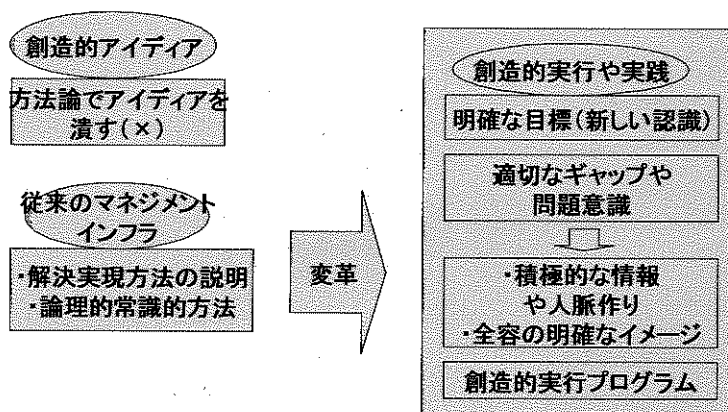 創造的アイディア
方法論でアイディアを
潰す(×)
従来のマネジメント
インフラ
・解決実現方法の説明
・論理的常識的方法
変革
創造的実行や実践
明確な目標(新しい認識)
適切なギャップや
問題意識
・積極的な情報
や人脈作り
・全容の明確なイメージ
創造的実行プログラム